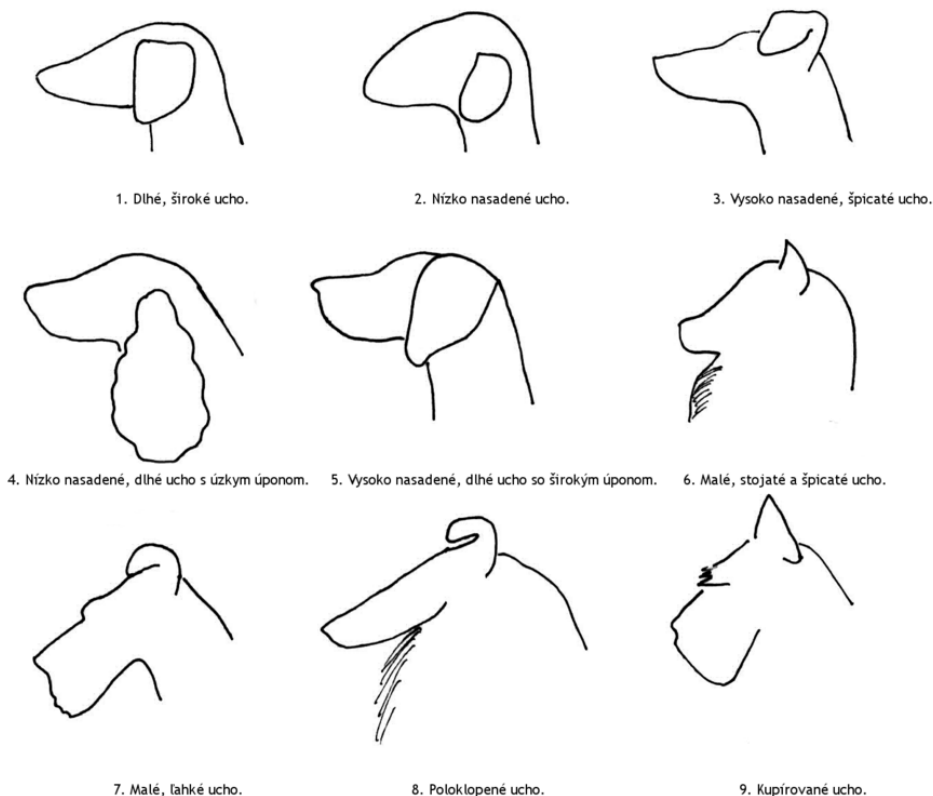 1. Dlhé, široké ucho.
2. Nízko nasadené ucho.
3. Vysoko nasadené, špicaté ucho.
4. Nízko nasadené, dlhé ucho s úzkym úponom.
5. Vysoko nasadené, dlhé ucho so širokým úponom.
6. Malé, stojaté a špicaté ucho.
7. Malé, ľahké ucho.
8. Poloklopené ucho.
9. Kupírované ucho.